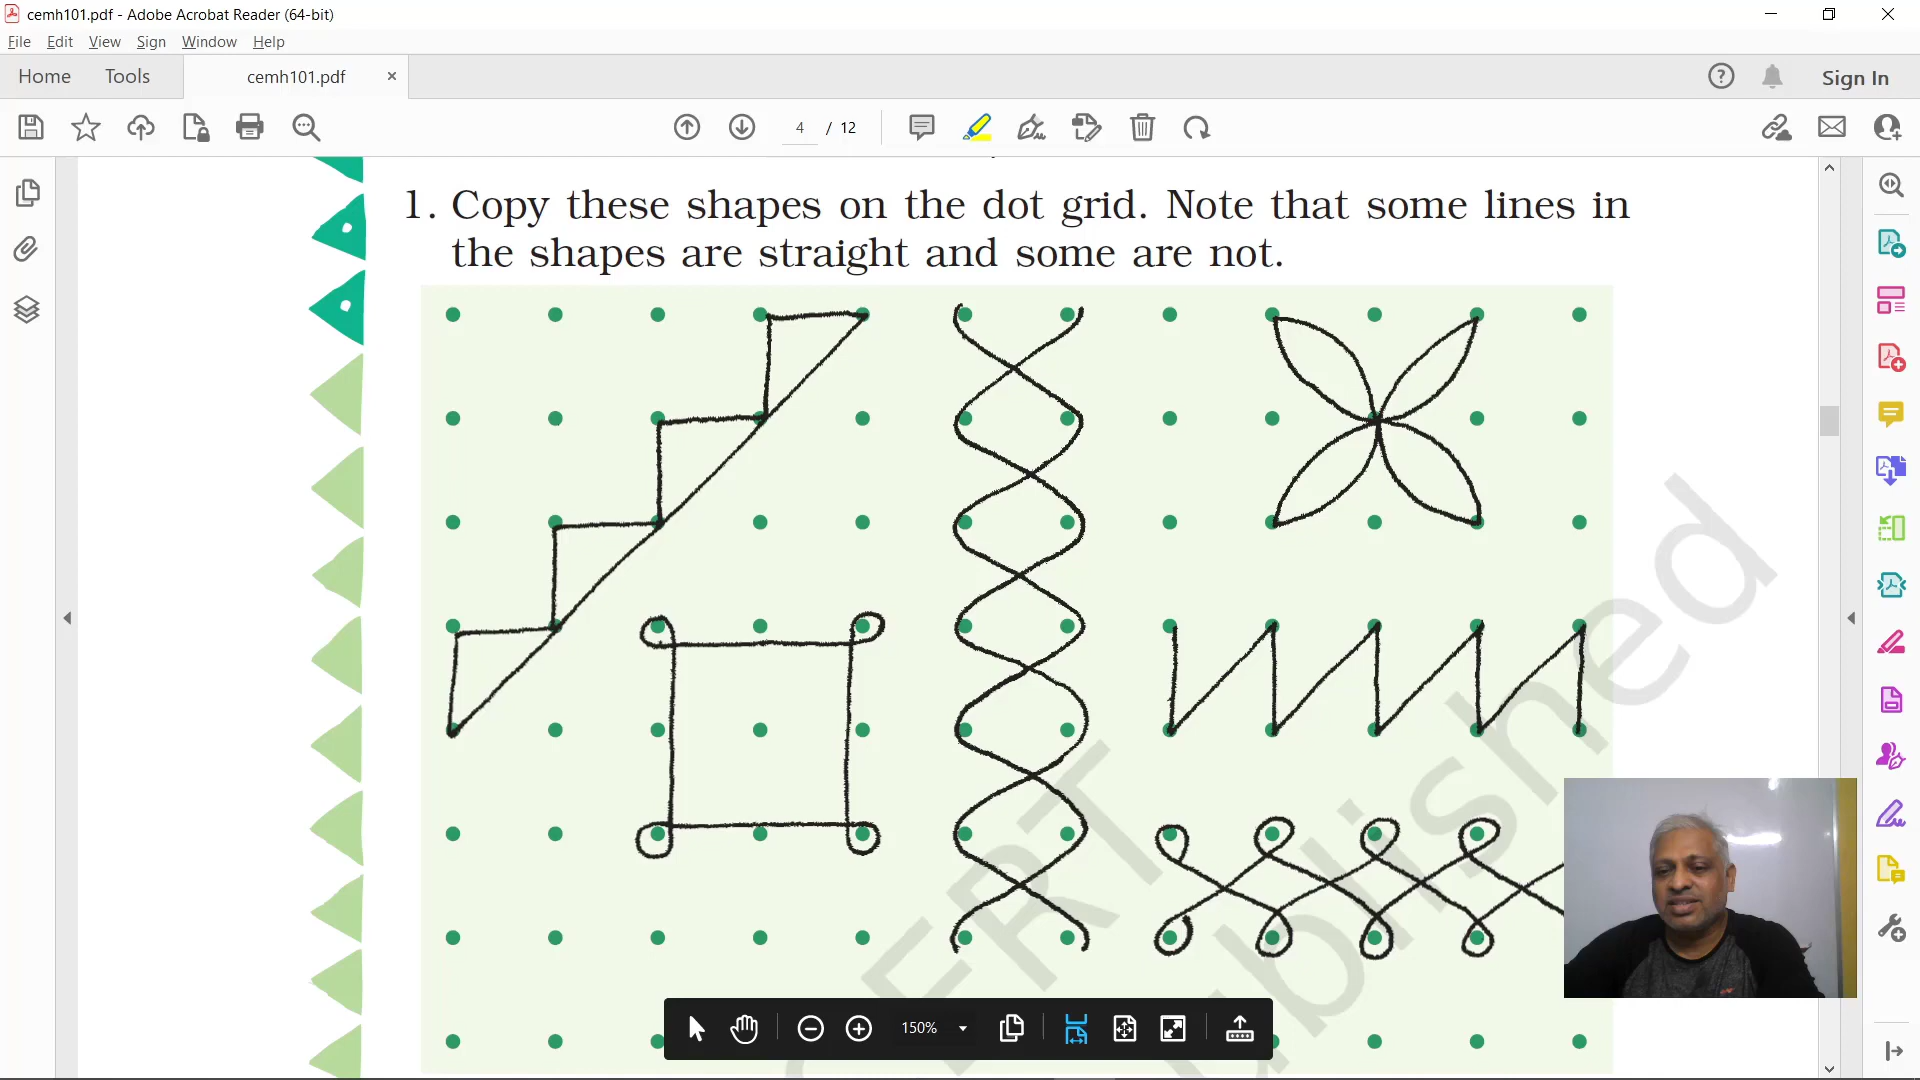 cemh101.pdf - Adobe Acrobat Reader (64-bit)
File Edit View Sign Window Help
Home Tools cemh101.pdf × Sign In
4 / 12
1. Copy these shapes on the dot grid. Note that some lines in
the shapes are straight and some are not.
150%